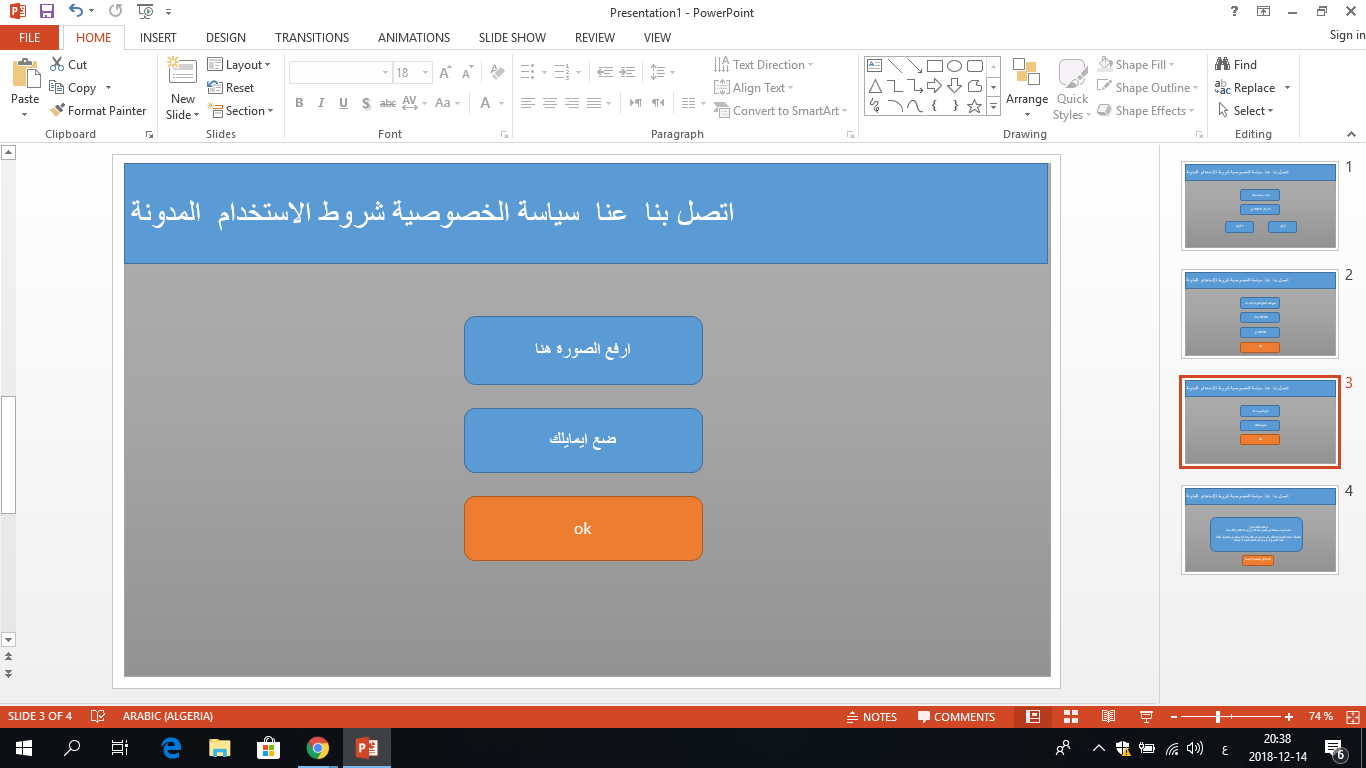 Presentation1 - PowerPoint
Sign in
FILE HOME INSERT DESIGN TRANSITIONS ANIMATIONS SLIDE SHOW REVIEW VIEW
Paste
Cut
Copy
Format Painter
Clipboard
New Slide
Layout
Reset
Section
Slides
18
Font
Text Direction
Align Text
Convert to SmartArt
Paragraph
Arrange
Quick Styles
Shape Fill
Shape Outline
Shape Effects
Drawing
Find
Replace
Select
Editing
اتصل بنا عنا سياسة الخصوصية شروط الاستخدام المدونة
ارفع الصورة هنا
ضع ايمايلك
ok
1
2
3
4
SLIDE 3 OF 4 ARABIC (ALGERIA) NOTES COMMENTS 74 %
20:38
2018-12-14
ع
6